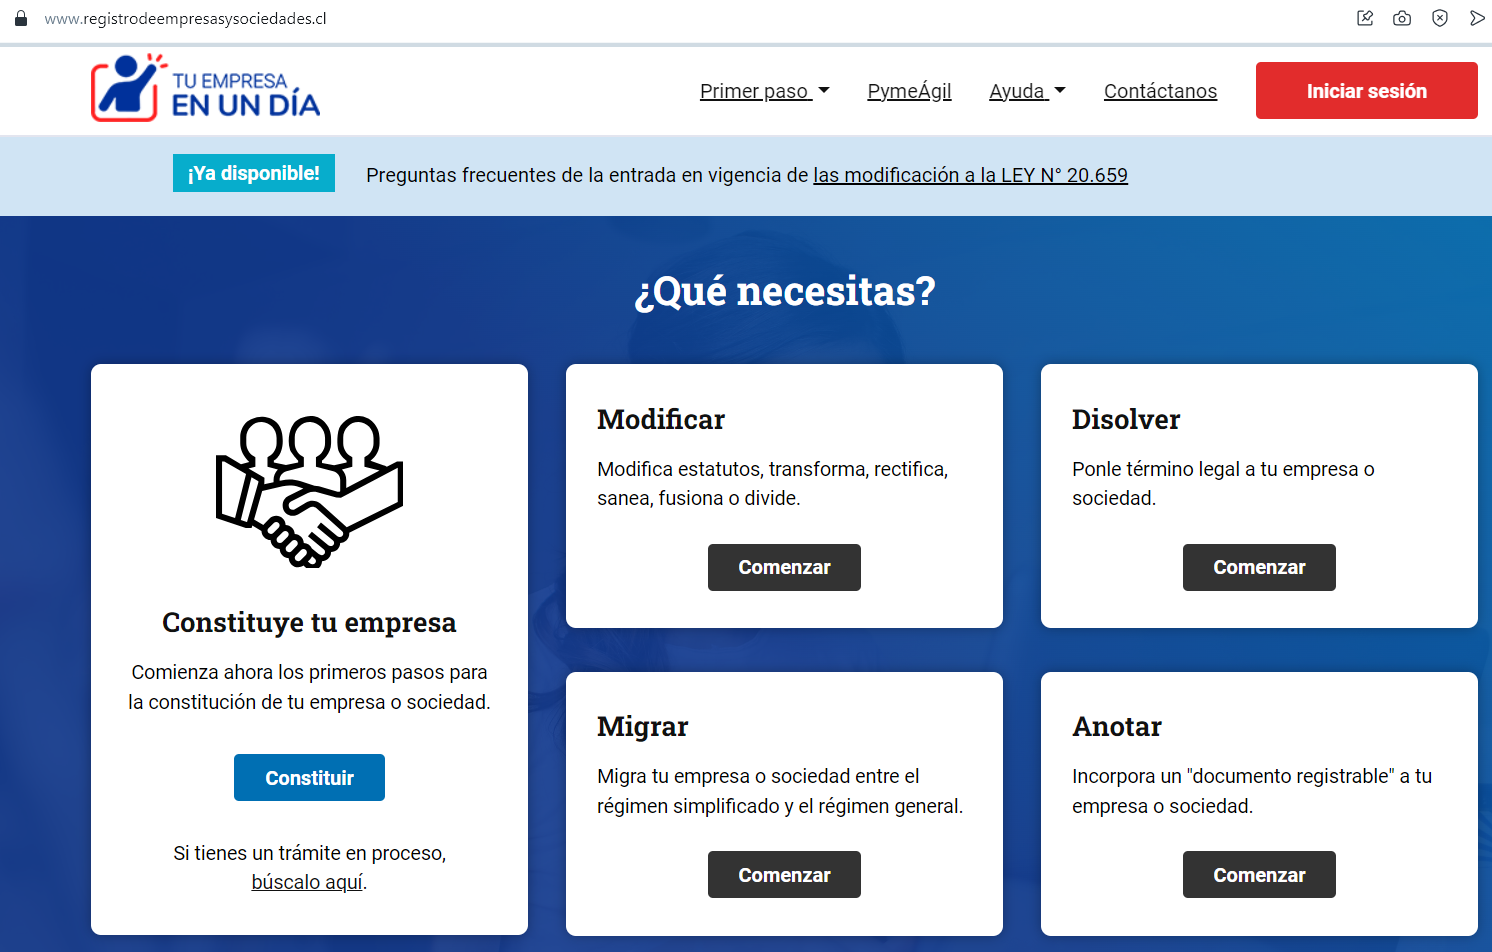 www.registrodeempresasysociedades.cl
TU EMPRESA
EN UN DÍA
Primer paso
PymeÁgil
Ayuda
Contáctanos
Iniciar sesión
¡Ya disponible!
Preguntas frecuentes de la entrada en vigencia de las modificación a la LEY N° 20.659
¿Qué necesitas?
Constituye tu empresa
Comienza ahora los primeros pasos para
la constitución de tu empresa o sociedad.
Constituir
Si tienes un trámite en proceso,
búscalo aquí.
Modificar
Modifica estatutos, transforma, rectifica,
sanea, fusiona o divide.
Comenzar
Disolver
Ponle término legal a tu empresa o
sociedad.
Comenzar
Migrar
Migra tu empresa o sociedad entre el
régimen simplificado y el régimen general.
Comenzar
Anotar
Incorpora un "documento registrable" a tu
empresa o sociedad.
Comenzar